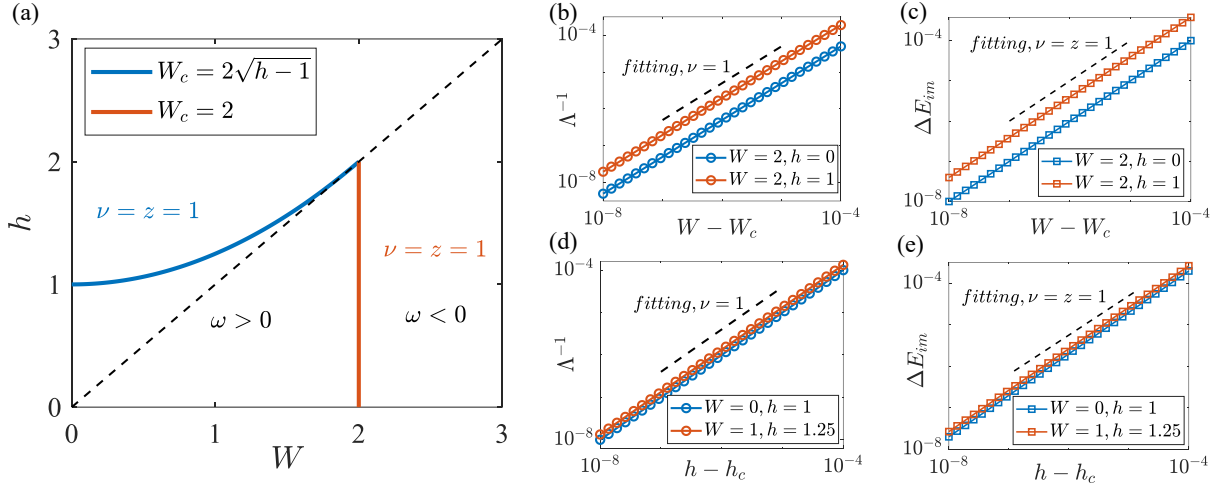 (a)
3
2
1
0
h
0
1
2
3
W
W_c = 2√(h − 1)
W_c = 2
ν = z = 1
ν = z = 1
ω > 0
ω < 0
(b)
10^{-4}
10^{-8}
Λ^{-1}
fitting, ν = 1
W = 2, h = 0
W = 2, h = 1
10^{-8}
10^{-4}
W − W_c
(c)
10^{-4}
10^{-8}
ΔE_{im}
fitting, ν = z = 1
W = 2, h = 0
W = 2, h = 1
10^{-8}
10^{-4}
W − W_c
(d)
10^{-4}
10^{-8}
Λ^{-1}
fitting, ν = 1
W = 0, h = 1
W = 1, h = 1.25
10^{-8}
10^{-4}
h − h_c
(e)
10^{-4}
10^{-8}
ΔE_{im}
fitting, ν = z = 1
W = 0, h = 1
W = 1, h = 1.25
10^{-8}
10^{-4}
h − h_c